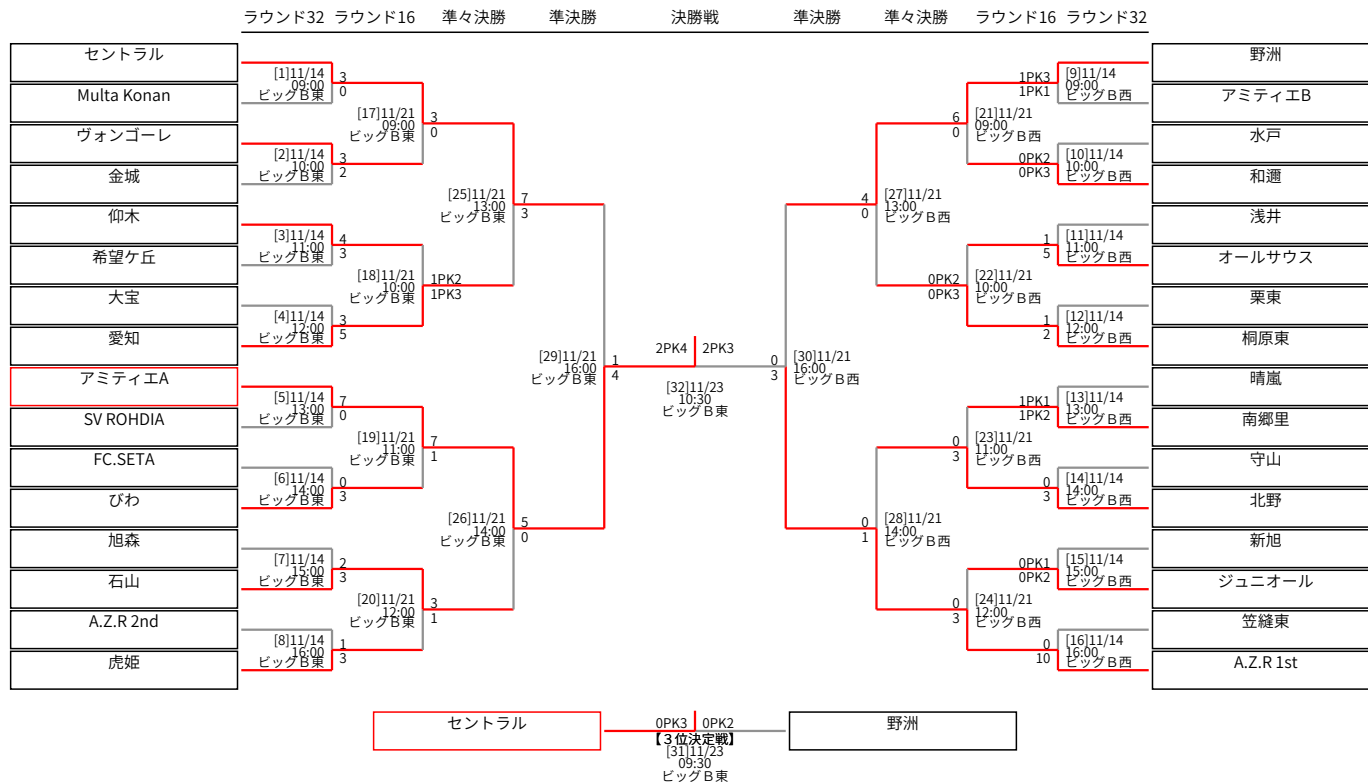 ラウンド32 ラウンド16 準々決勝 準決勝 決勝戦 準決勝 準々決勝 ラウンド16 ラウンド32
セントラル
Multa Konan
ヴォンゴーレ
金城
仰木
希望ケ丘
大宝
愛知
アミティエA
SV ROHDIA
FC.SETA
びわ
旭森
石山
A.Z.R 2nd
虎姫
[1]11/14
09:00
ビッグＢ東
3
0
[2]11/14
10:00
ビッグＢ東
3
2
[3]11/14
11:00
ビッグＢ東
4
3
[4]11/14
12:00
ビッグＢ東
3
5
[5]11/14
13:00
ビッグＢ東
7
0
[6]11/14
14:00
ビッグＢ東
0
3
[7]11/14
15:00
ビッグＢ東
2
3
[8]11/14
16:00
ビッグＢ東
1
3
[17]11/21
09:00
ビッグＢ東
3
0
[18]11/21
10:00
ビッグＢ東
1PK2
1PK3
[19]11/21
11:00
ビッグＢ東
7
1
[20]11/21
12:00
ビッグＢ東
3
1
[25]11/21
13:00
ビッグＢ東
7
3
[26]11/21
14:00
ビッグＢ東
5
0
[29]11/21
16:00
ビッグＢ東
1
4
2PK4 2PK3
[32]11/23
10:30
ビッグＢ東
0
3
[30]11/21
16:00
ビッグＢ西
4
0
[27]11/21
13:00
ビッグＢ西
0
1
[28]11/21
14:00
ビッグＢ西
6
0
[21]11/21
09:00
ビッグＢ西
0PK2
0PK3
[22]11/21
10:00
ビッグＢ西
0
3
[23]11/21
11:00
ビッグＢ西
0
3
[24]11/21
12:00
ビッグＢ西
1PK3
1PK1
[9]11/14
09:00
ビッグＢ西
0PK2
0PK3
[10]11/14
10:00
ビッグＢ西
1
5
[11]11/14
11:00
ビッグＢ西
1
2
[12]11/14
12:00
ビッグＢ西
1PK1
1PK2
[13]11/14
13:00
ビッグＢ西
0
3
[14]11/14
14:00
ビッグＢ西
0PK1
0PK2
[15]11/14
15:00
ビッグＢ西
0
10
[16]11/14
16:00
ビッグＢ西
野洲
アミティエB
水戸
和邇
浅井
オールサウス
栗東
桐原東
晴嵐
南郷里
守山
北野
新旭
ジュニオール
笠縫東
A.Z.R 1st
セントラル 0PK3 0PK2 野洲
【３位決定戦】
[31]11/23
09:30
ビッグＢ東